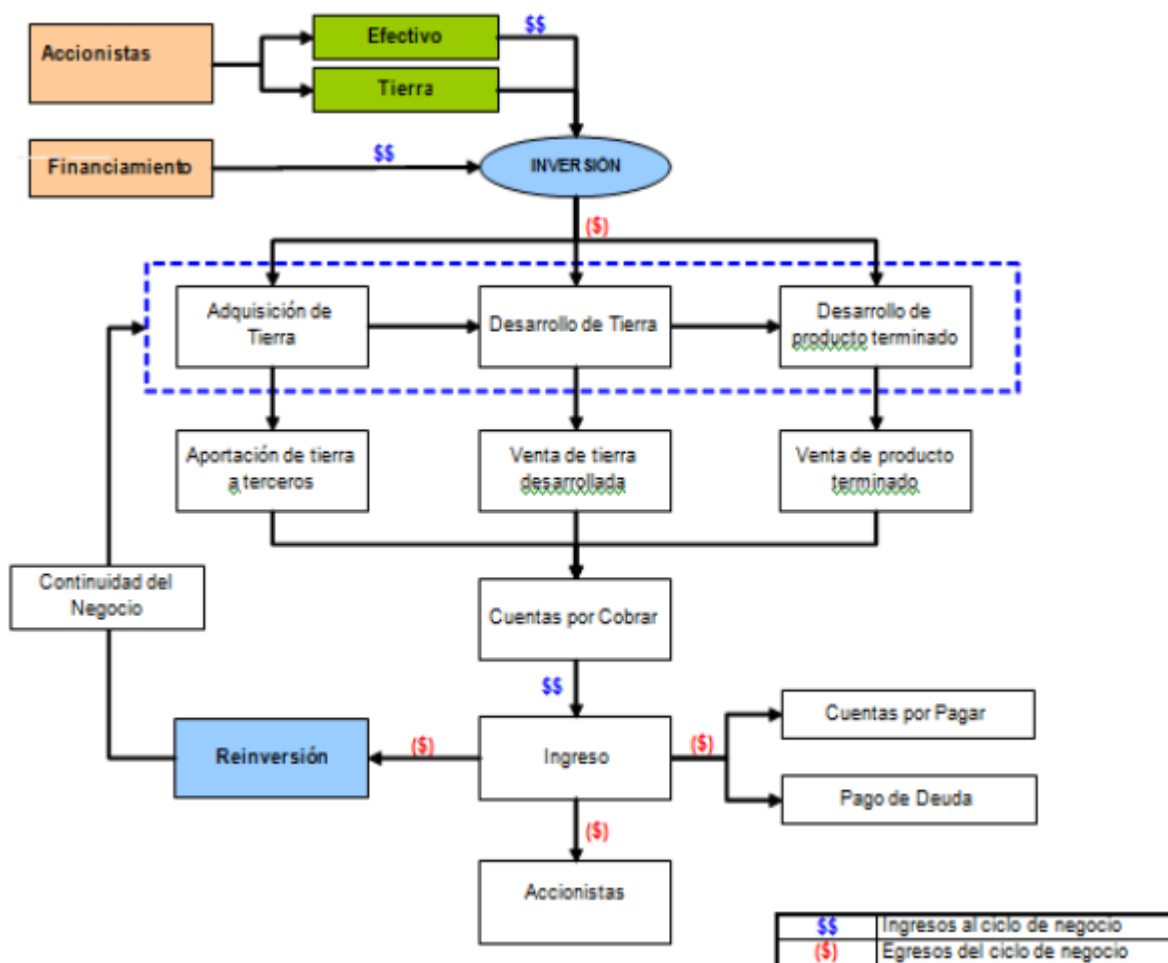 Accionistas
Efectivo
$$
Tierra
Financiamiento
$$
INVERSIÓN
($)
Adquisición de
Tierra
Desarrollo de Tierra
Desarrollo de
producto terminado
Aportación de tierra
a terceros
Venta de tierra
desarrollada
Venta de producto
terminado
Continuidad del
Negocio
Cuentas por Cobrar
$$
Reinversión
($)
Ingreso
($)
Cuentas por Pagar
Pago de Deuda
($)
Accionistas
$$ Ingresos al ciclo de negocio
($) Egresos del ciclo de negocio